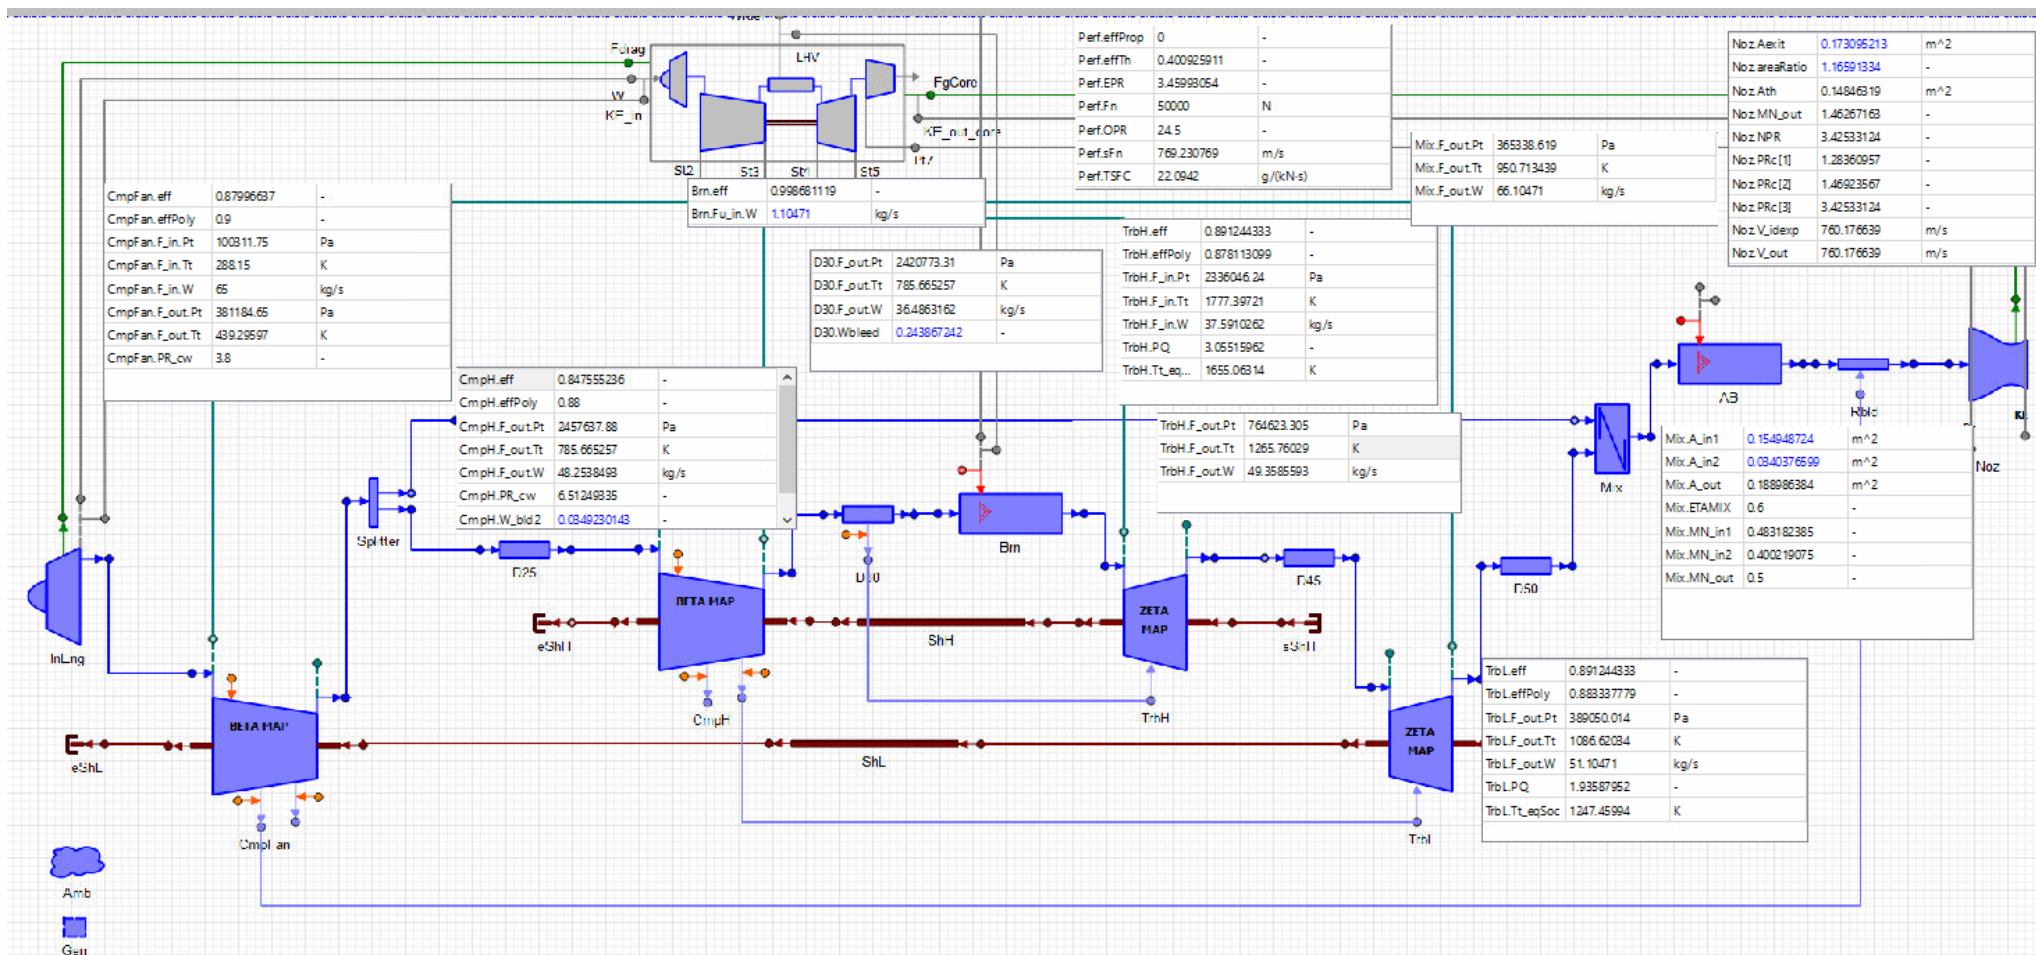 Fdrag
W
KE_in
LHV
FgCore
KE_out_core
Pt7
St2
St3
St4
St5
Perf.effProp 0 -
Perf.effTh 0.400925911 -
Perf.EPR 3.45993054 -
Perf.Fn 50000 N
Perf.OPR 24.5 -
Perf.sFn 769.230769 m/s
Perf.TSFC 22.0942 g/(kN·s)
Noz.Aexit 0.173095213 m^2
Noz.areaRatio 1.16591334 -
Noz.Ath 0.14846319 m^2
Noz.MN_out 1.46267163 -
Noz.NPR 3.42533124 -
Noz.PRc[1] 1.28360957 -
Noz.PRc[2] 1.46923567 -
Noz.PRc[3] 3.42533124 -
Noz.V_idexp 760.176639 m/s
Noz.V_out 760.176639 m/s
Mix.F_out.Pt 365338.619 Pa
Mix.F_out.Tt 950.713439 K
Mix.F_out.W 66.10471 kg/s
CmpFan.eff 0.87996637 -
CmpFan.effPoly 0.9 -
CmpFan.F_in.Pt 100311.75 Pa
CmpFan.F_in.Tt 288.15 K
CmpFan.F_in.W 65 kg/s
CmpFan.F_out.Pt 381184.65 Pa
CmpFan.F_out.Tt 439.29597 K
CmpFan.PR_cw 3.8 -
Brn.eff 0.998681119 -
Brn.Fu_in.W 1.10471 kg/s
D30.F_out.Pt 2420773.31 Pa
D30.F_out.Tt 785.665257 K
D30.F_out.W 36.4863162 kg/s
D30.Wbleed 0.243867242 -
TrbH.eff 0.891244333 -
TrbH.effPoly 0.878113099 -
TrbH.F_in.Pt 2336046.24 Pa
TrbH.F_in.Tt 1777.39721 K
TrbH.F_in.W 37.5910262 kg/s
TrbH.PQ 3.05515962 -
TrbH.Tt_eq... 1655.06314 K
CmpH.eff 0.847555236 -
CmpH.effPoly 0.88 -
CmpH.F_out.Pt 2457637.88 Pa
CmpH.F_out.Tt 785.665257 K
CmpH.F_out.W 48.2538493 kg/s
CmpH.PR_cw 6.51249335 -
CmpH.W_bld2 0.0349230143 -
TrbH.F_out.Pt 764623.305 Pa
TrbH.F_out.Tt 1265.76029 K
TrbH.F_out.W 49.3585593 kg/s
Mix.A_in1 0.154948724 m^2
Mix.A_in2 0.0340376599 m^2
Mix.A_out 0.188986384 m^2
Mix.ETAMIX 0.6 -
Mix.MN_in1 0.483182385 -
Mix.MN_in2 0.400219075 -
Mix.MN_out 0.5 -
AB
Rbld
Noz
Mix
Splitter
D25
D30
Brn
D45
D50
BETA MAP
ZETA
MAP
eShH
ShH
sShH
InEng
CmpH
TrbH
BETA MAP
ZETA
MAP
eShL
ShL
TrbL.eff 0.891244333 -
TrbL.effPoly 0.883337779 -
TrbL.F_out.Pt 389050.014 Pa
TrbL.F_out.Tt 1086.62034 K
TrbL.F_out.W 51.10471 kg/s
TrbL.PQ 1.93587952 -
TrbL.Tt_eqSoc 1247.45994 K
CmpFan
TrbL
Amb
Gas